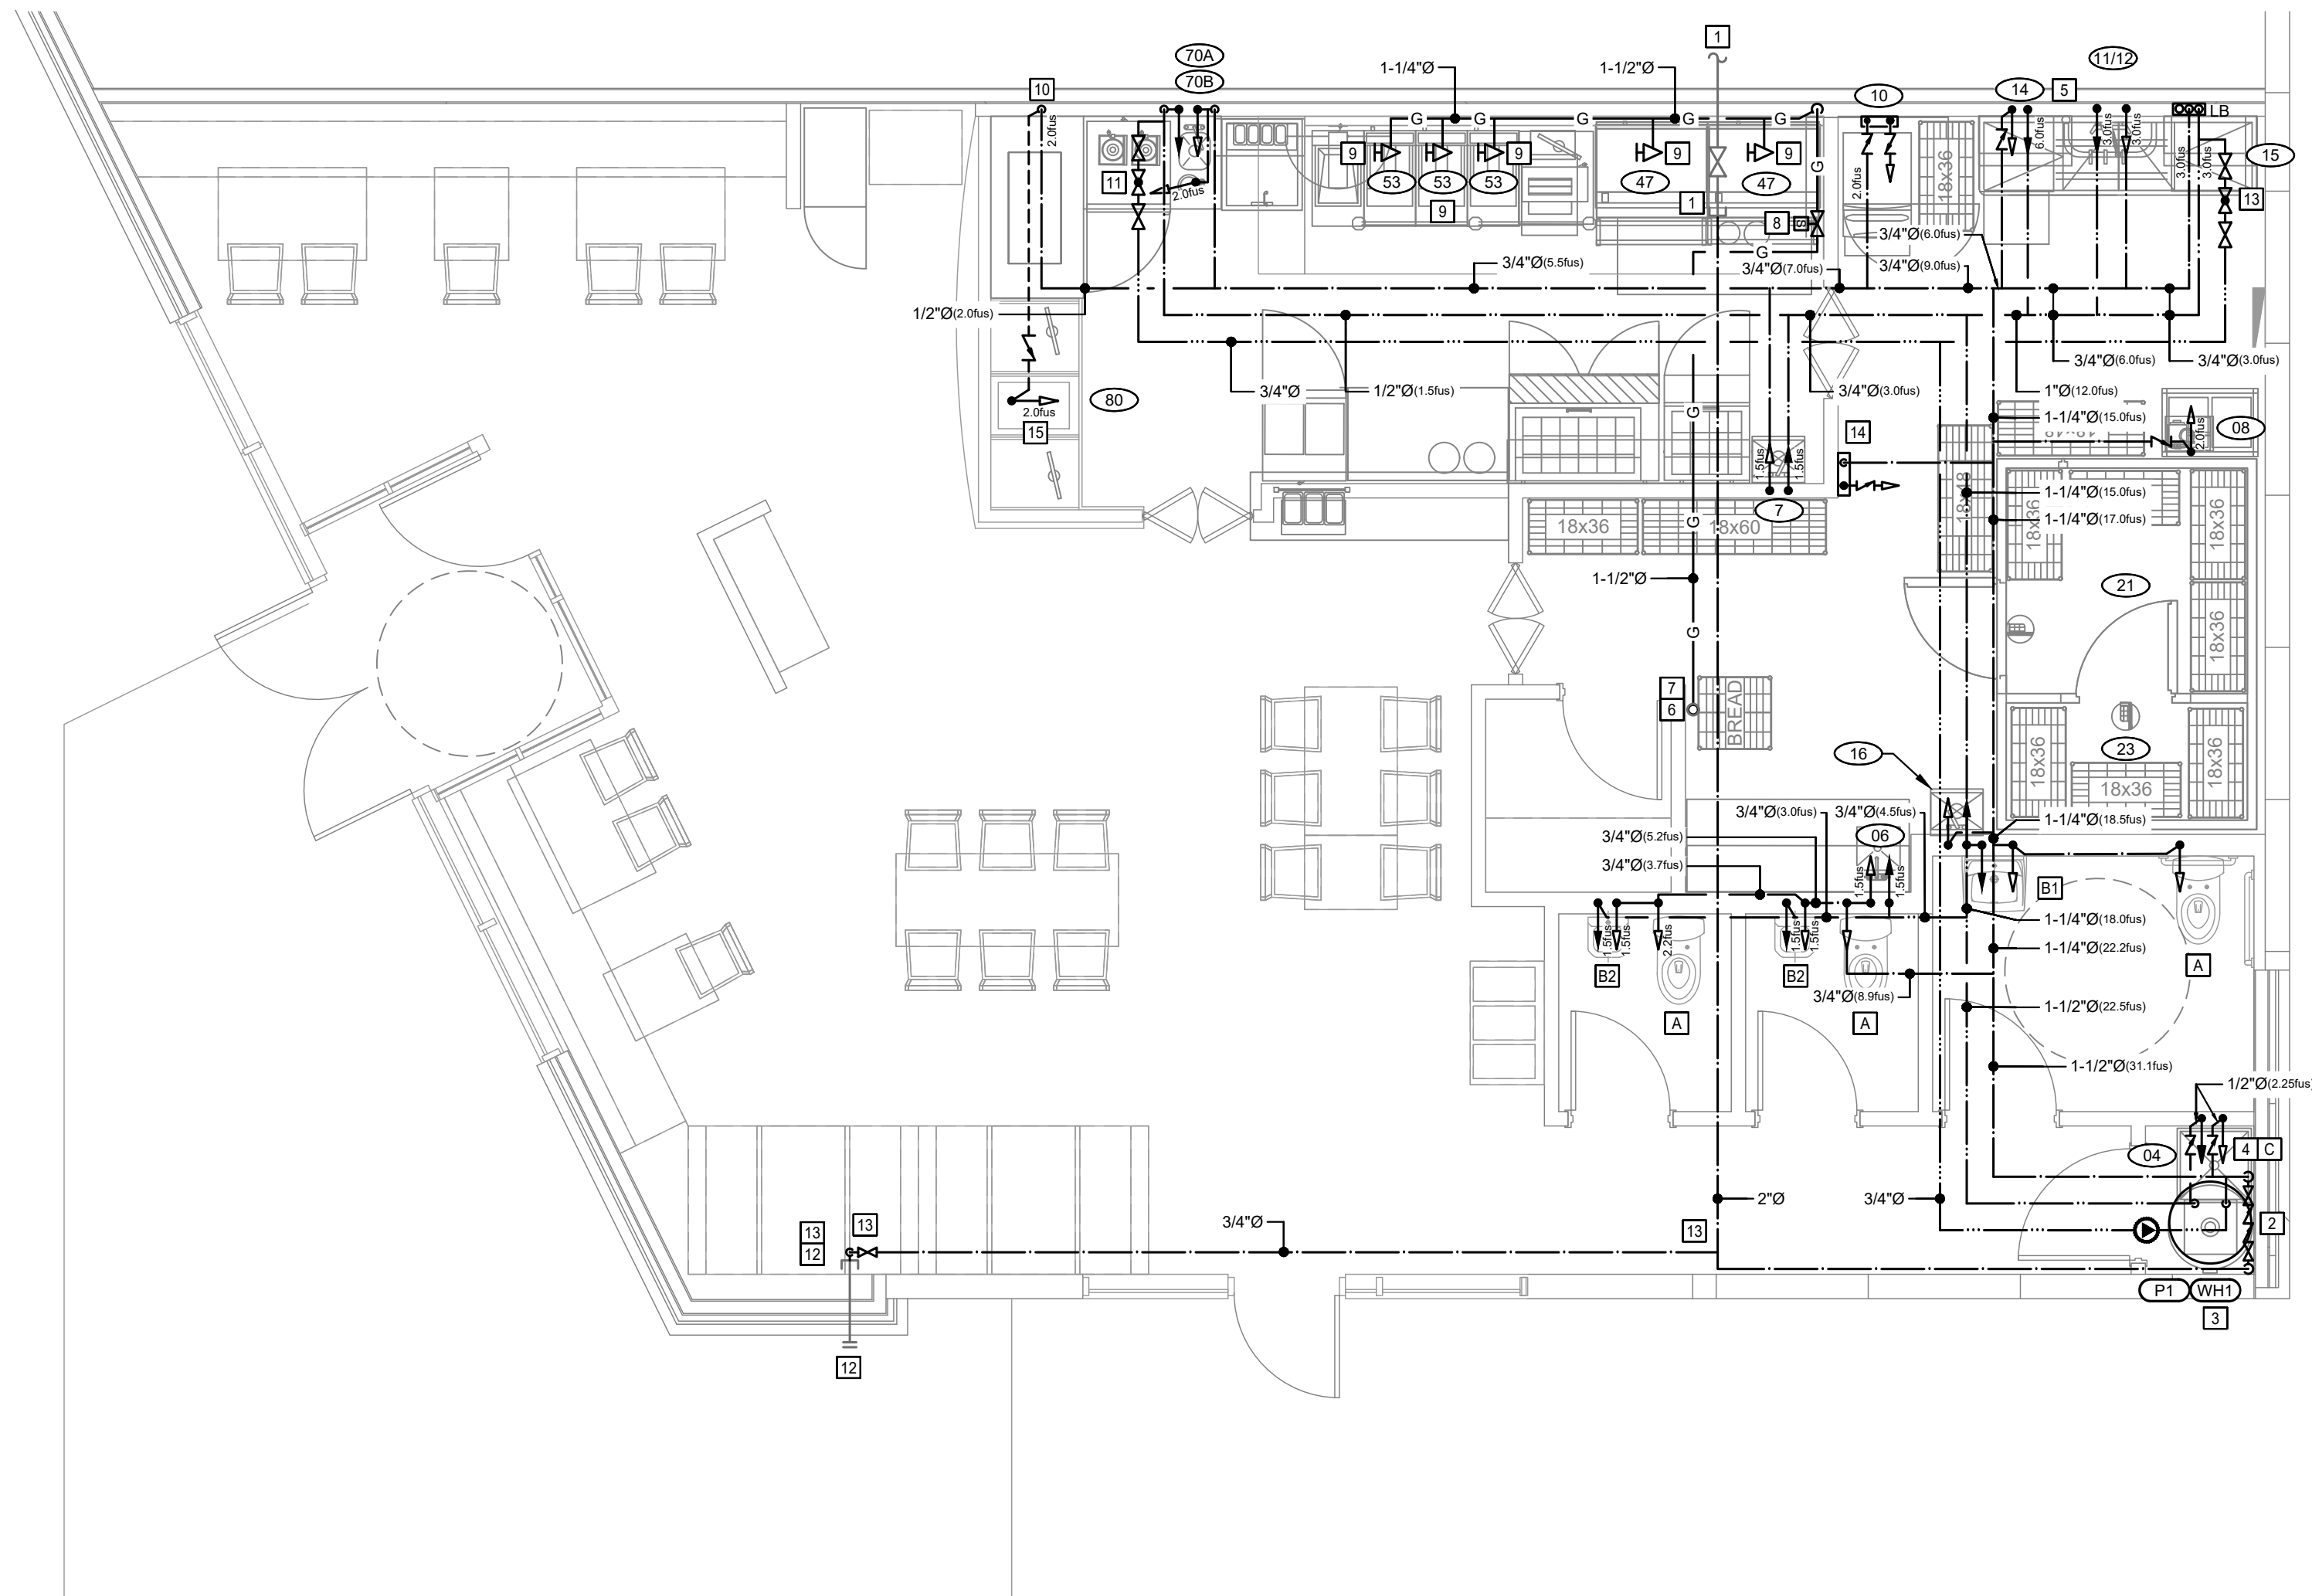 1
70A
70B
11/12
1-1/4"Ø
1-1/2"Ø
10
10
14
5
LB
G
G
G
G
G
9
9
9
9
15
53
53
53
47
47
11
9
1
8
S
13
2.0fus
2.0fus
2.0fus
6.0fus
3.0fus
3.0fus
3.0fus
3.0fus
18x36
G
G
3/4"Ø(6.0fus)
3/4"Ø(5.5fus)
3/4"Ø(7.0fus)
3/4"Ø(9.0fus)
1/2"Ø(2.0fus)
3/4"Ø(6.0fus)
3/4"Ø(3.0fus)
3/4"Ø
1/2"Ø(1.5fus)
3/4"Ø(3.0fus)
1"Ø(12.0fus)
80
2.0fus
15
G
1-1/4"Ø(15.0fus)
14
08
2.0fus
1.5fus
1.5fus
1-1/4"Ø(15.0fus)
7
18x36
18x60
G
1-1/4"Ø(17.0fus)
18x36
18x36
1-1/2"Ø
21
18x36
G
7
6
BREAD
16
23
18x36
18x36
18x36
3/4"Ø(3.0fus)
3/4"Ø(4.5fus)
1-1/4"Ø(18.5fus)
3/4"Ø(5.2fus)
06
3/4"Ø(3.7fus)
1.5fus
1.5fus
B1
1-1/4"Ø(18.0fus)
1.5fus
1.5fus
2.2fus
1.5fus
1.5fus
1-1/4"Ø(22.2fus)
B2
B2
A
3/4"Ø(8.9fus)
1-1/2"Ø(22.5fus)
A
A
1-1/2"Ø(31.1fus)
1/2"Ø(2.25fus)
04
4
C
2"Ø
3/4"Ø
3/4"Ø
13
13
12
13
2
P1
WH1
3
12